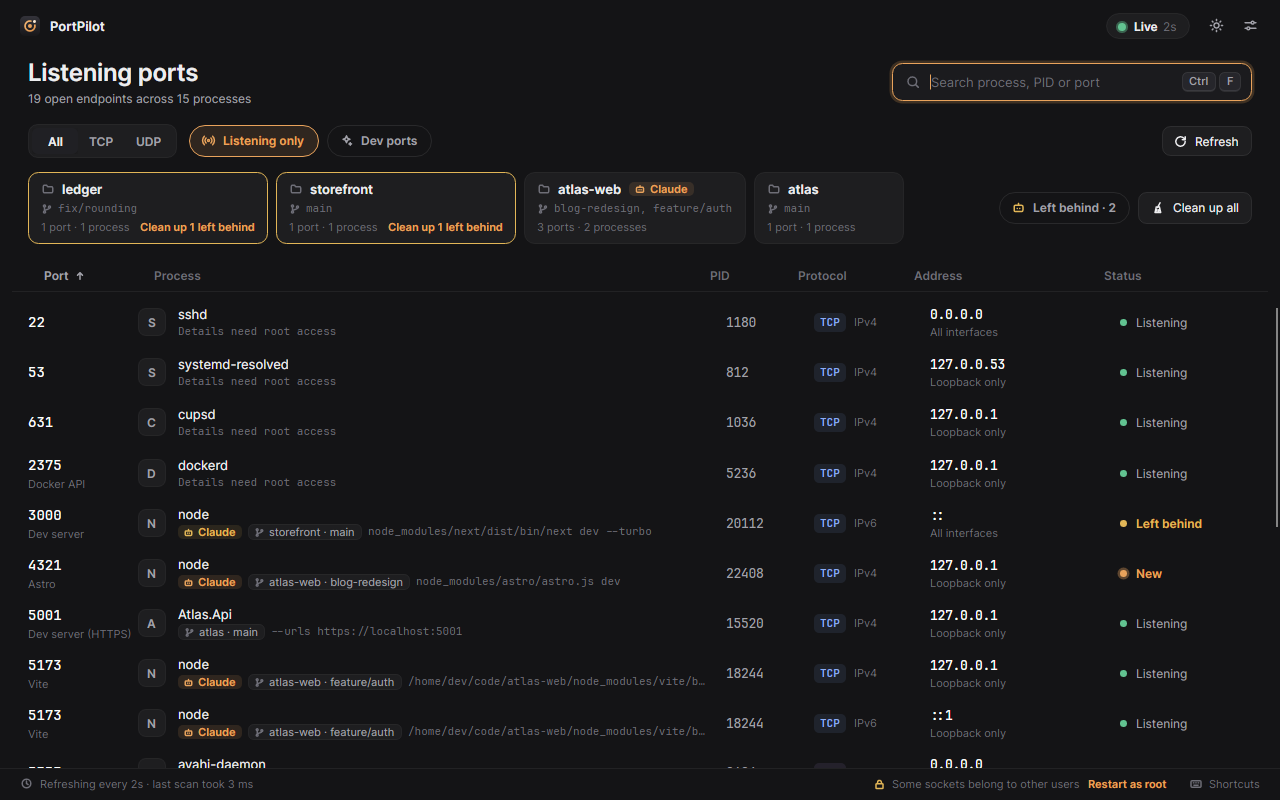 PortPilot
Live 2s
Listening ports
19 open endpoints across 15 processes
Search process, PID or port
Ctrl F
All TCP UDP Listening only Dev ports Refresh
ledger
fix/rounding
1 port · 1 process Clean up 1 left behind
storefront
main
1 port · 1 process Clean up 1 left behind
atlas-web Claude
blog-redesign, feature/auth
3 ports · 2 processes
atlas
main
1 port · 1 process
Left behind · 2 Clean up all
Port ↑ Process PID Protocol Address Status
22 S sshd 1180 TCP IPv4 0.0.0.0 Listening
Details need root access All interfaces
53 S systemd-resolved 812 TCP IPv4 127.0.0.53 Listening
Details need root access Loopback only
631 C cupsd 1036 TCP IPv4 127.0.0.1 Listening
Details need root access Loopback only
2375 D dockerd 5236 TCP IPv4 127.0.0.1 Listening
Docker API Details need root access Loopback only
3000 N node 20112 TCP IPv6 :: Left behind
Dev server Claude storefront · main node_modules/next/dist/bin/next dev --turbo All interfaces
4321 N node 22408 TCP IPv4 127.0.0.1 New
Astro Claude atlas-web · blog-redesign node_modules/astro/astro.js dev Loopback only
5001 A Atlas.Api 15520 TCP IPv4 127.0.0.1 Listening
Dev server (HTTPS) atlas · main --urls https://localhost:5001 Loopback only
5173 N node 18244 TCP IPv4 127.0.0.1 Listening
Vite Claude atlas-web · feature/auth /home/dev/code/atlas-web/node_modules/vite/b… Loopback only
5173 N node 18244 TCP IPv6 ::1 Listening
Vite Claude atlas-web · feature/auth /home/dev/code/atlas-web/node_modules/vite/b… Loopback only
avahi-daemon 0.0.0.0
Refreshing every 2s · last scan took 3 ms
Some sockets belong to other users Restart as root Shortcuts